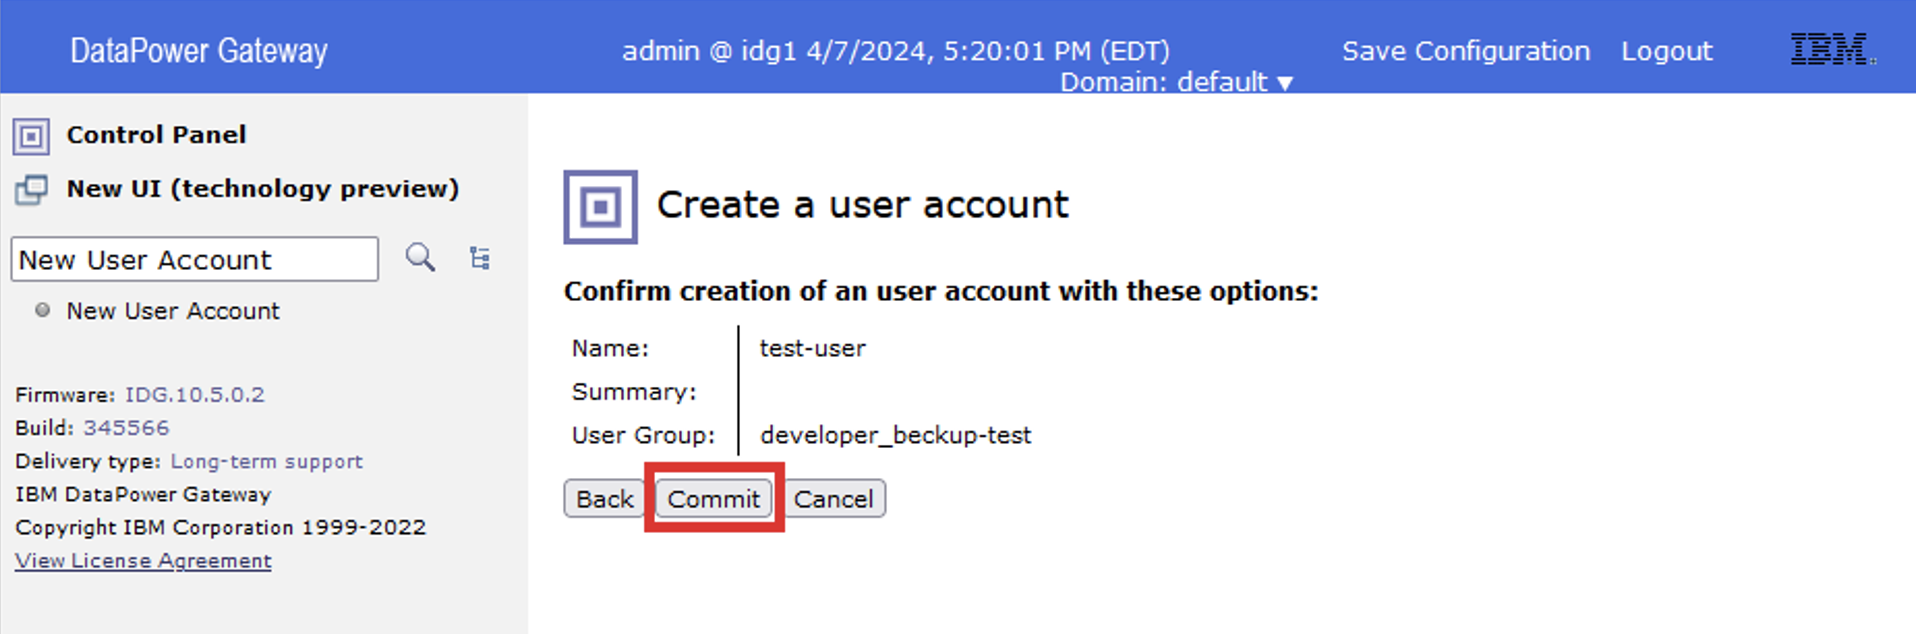 DataPower Gateway
admin @ idg1 4/7/2024, 5:20:01 PM (EDT)
Domain: default ▼
Save Configuration Logout
IBM.
Control Panel
New UI (technology preview)
New User Account
New User Account
Firmware: IDG.10.5.0.2
Build: 345566
Delivery type: Long-term support
IBM DataPower Gateway
Copyright IBM Corporation 1999-2022
View License Agreement
Create a user account
Confirm creation of an user account with these options:
Name: test-user
Summary:
User Group: developer_beckup-test
Back Commit Cancel